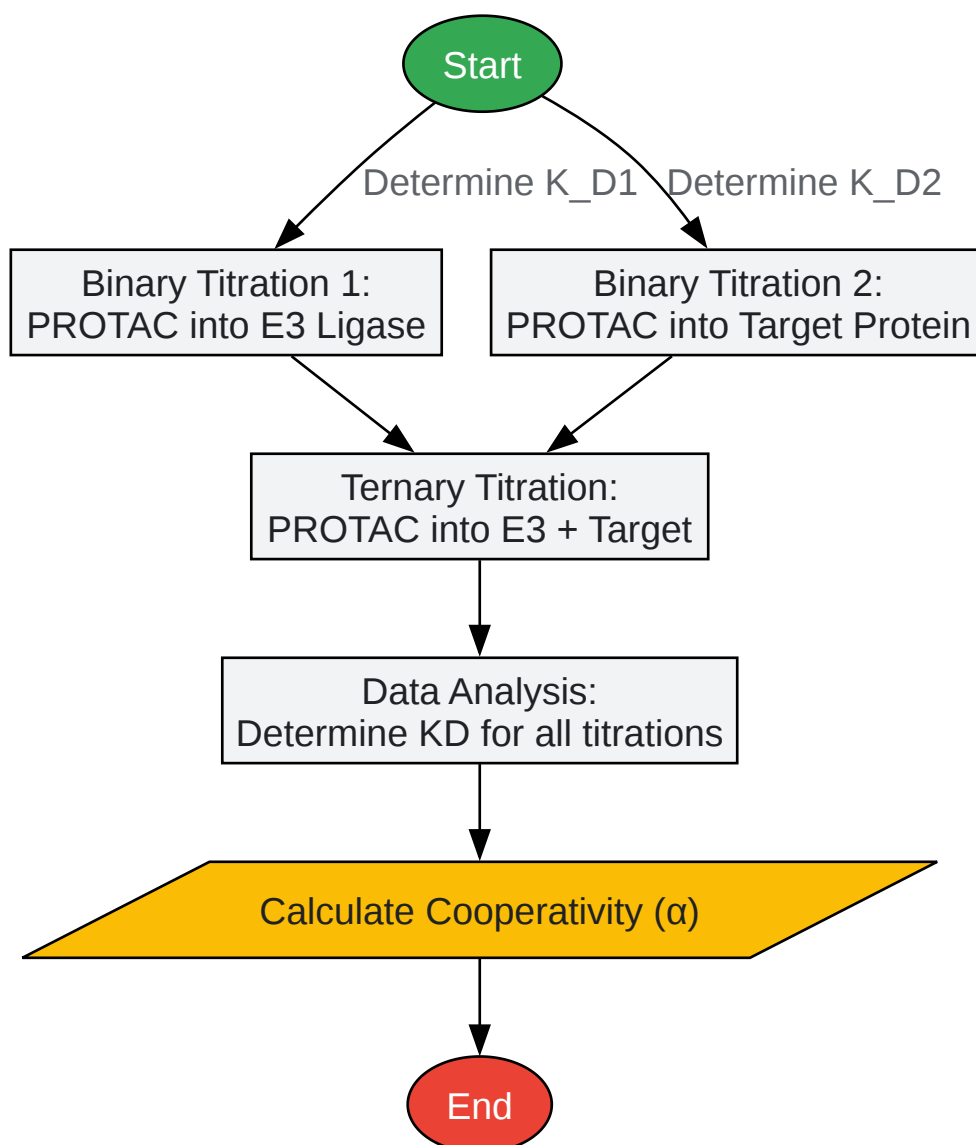 Start
Determine K_D1
Determine K_D2
Binary Titration 1:
PROTAC into E3 Ligase
Binary Titration 2:
PROTAC into Target Protein
Ternary Titration:
PROTAC into E3 + Target
Data Analysis:
Determine KD for all titrations
Calculate Cooperativity (α)
End